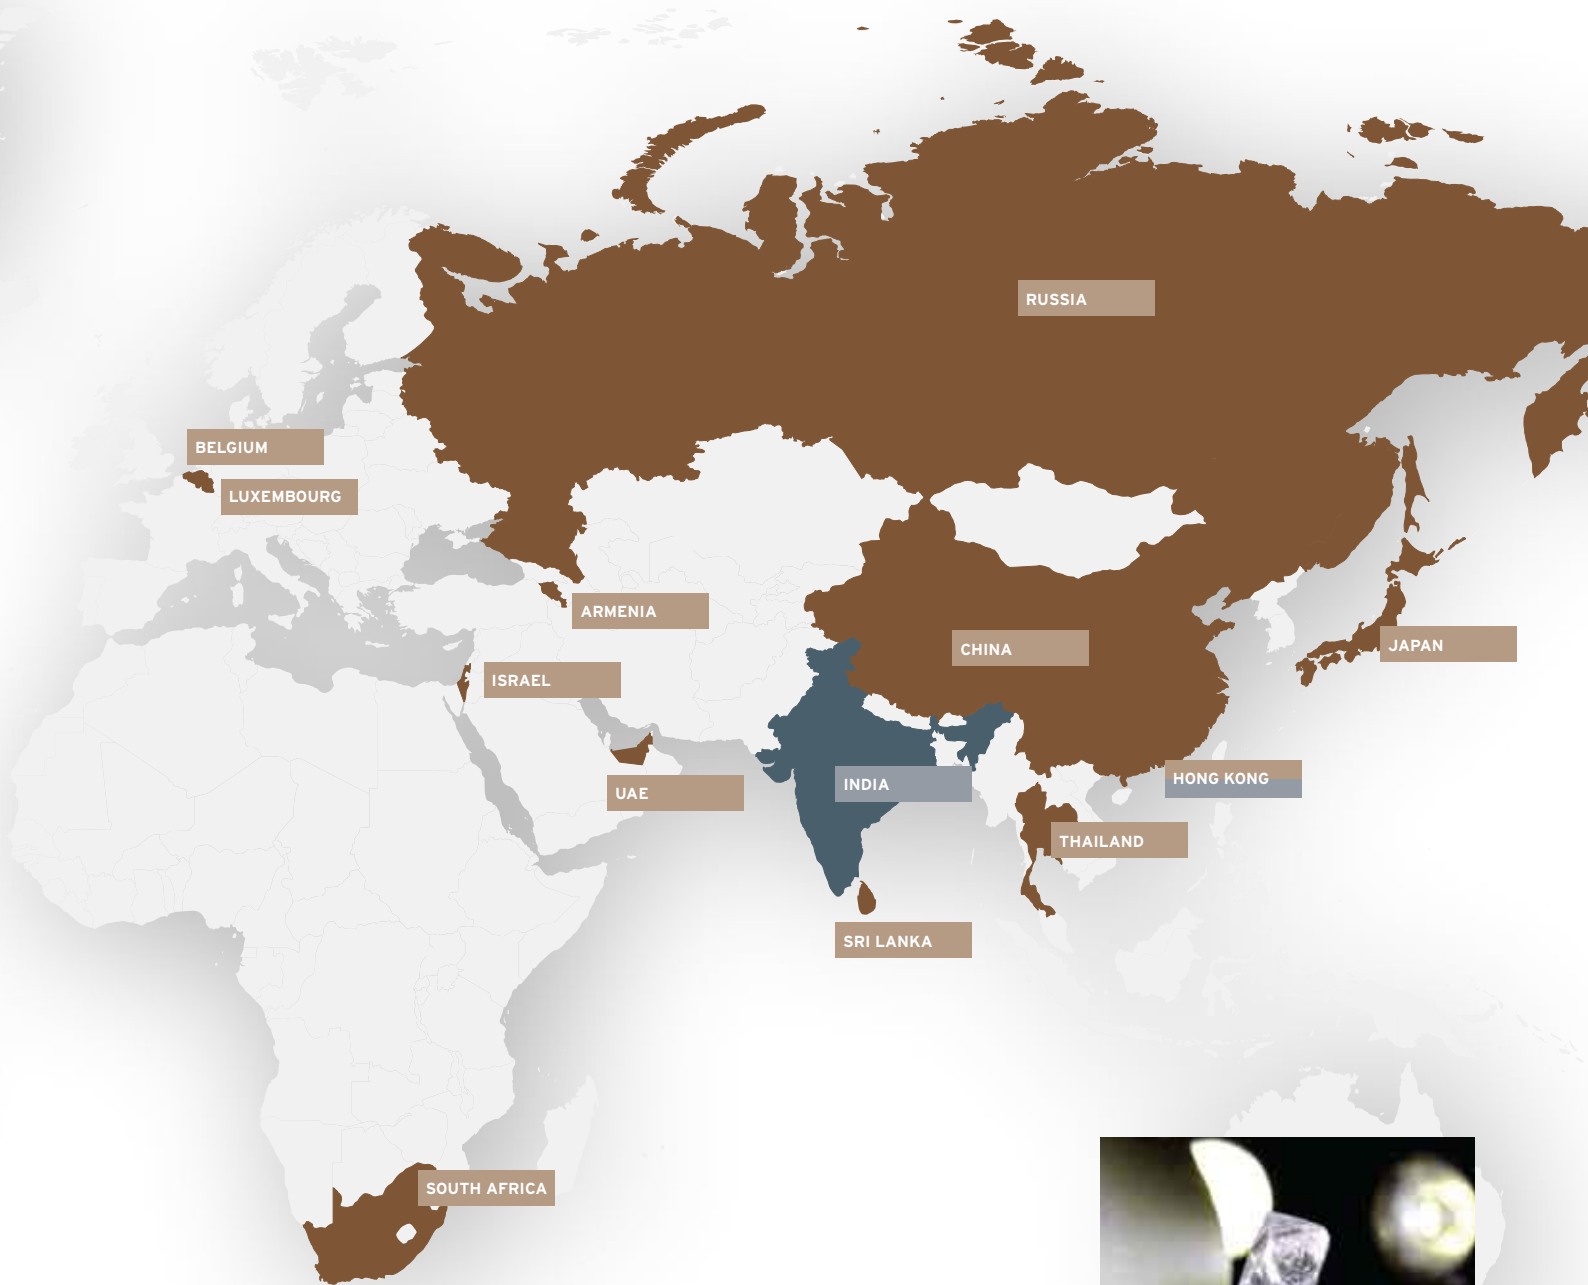 RUSSIA
BELGIUM
LUXEMBOURG
ARMENIA
JAPAN
CHINA
ISRAEL
HONG KONG
INDIA
UAE
THAILAND
SRI LANKA
SOUTH AFRICA